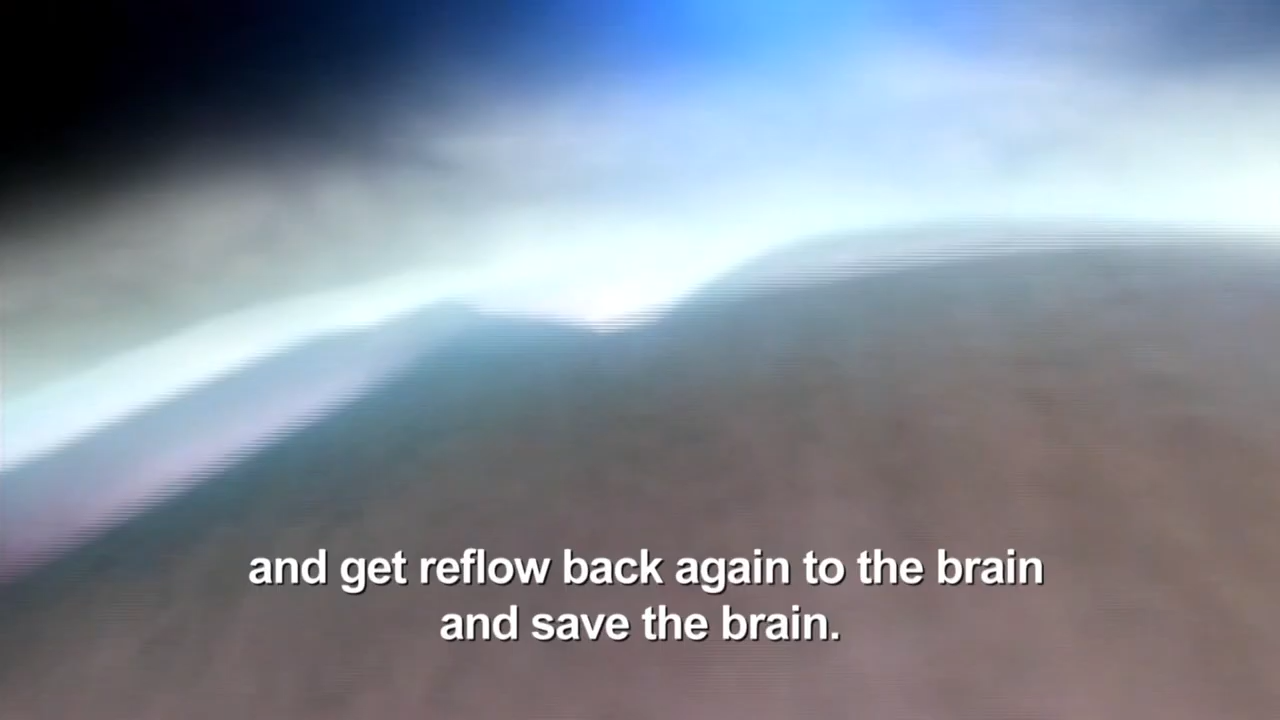 and get reflow back again to the brain
and save the brain.